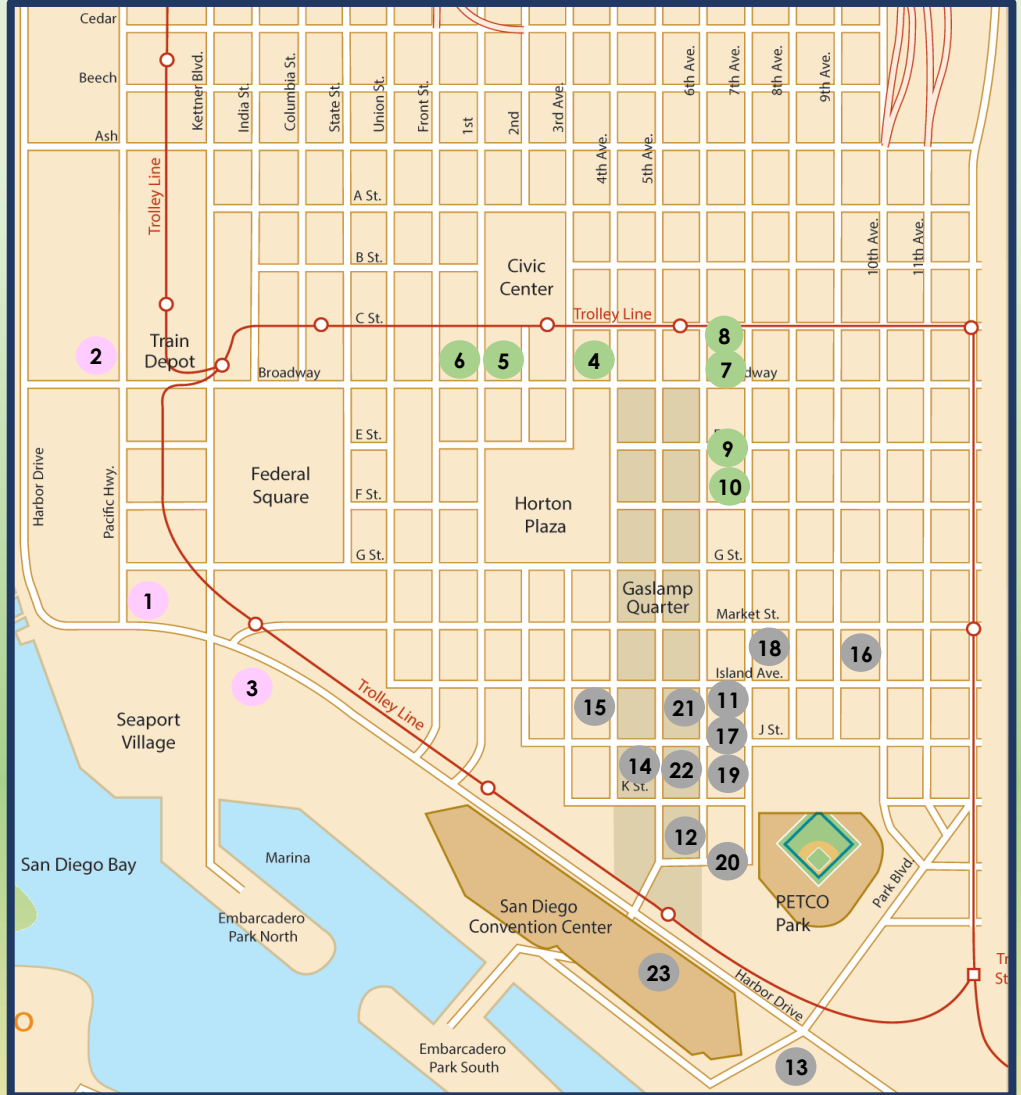 Cedar
Beech
Ash
Kettner Blvd.
India St.
Columbia St.
State St.
Union St.
Front St.
1st
2nd
3rd Ave.
4th Ave.
5th Ave.
6th Ave.
7th Ave.
8th Ave.
9th Ave.
10th Ave.
11th Ave.
Trolley Line
A St.
B St.
Civic
Center
C St.
Trolley Line
Train
Depot
2
6
5
4
8
7
Broadway
dway
E St.
9
10
Federal
Square
F St.
Horton
Plaza
Harbor Drive
Pacific Hwy.
G St.
G St.
1
Gaslamp
Quarter
Market St.
18
16
Island Ave.
3
Trolley Line
15
21
11
17
J St.
Seaport
Village
14
22
19
K St.
12
20
San Diego Bay
Marina
Embarcadero
Park North
San Diego
Convention Center
PETCO
Park
Park Blvd.
23
Harbor Drive
Tr
St
O
Embarcadero
Park South
13